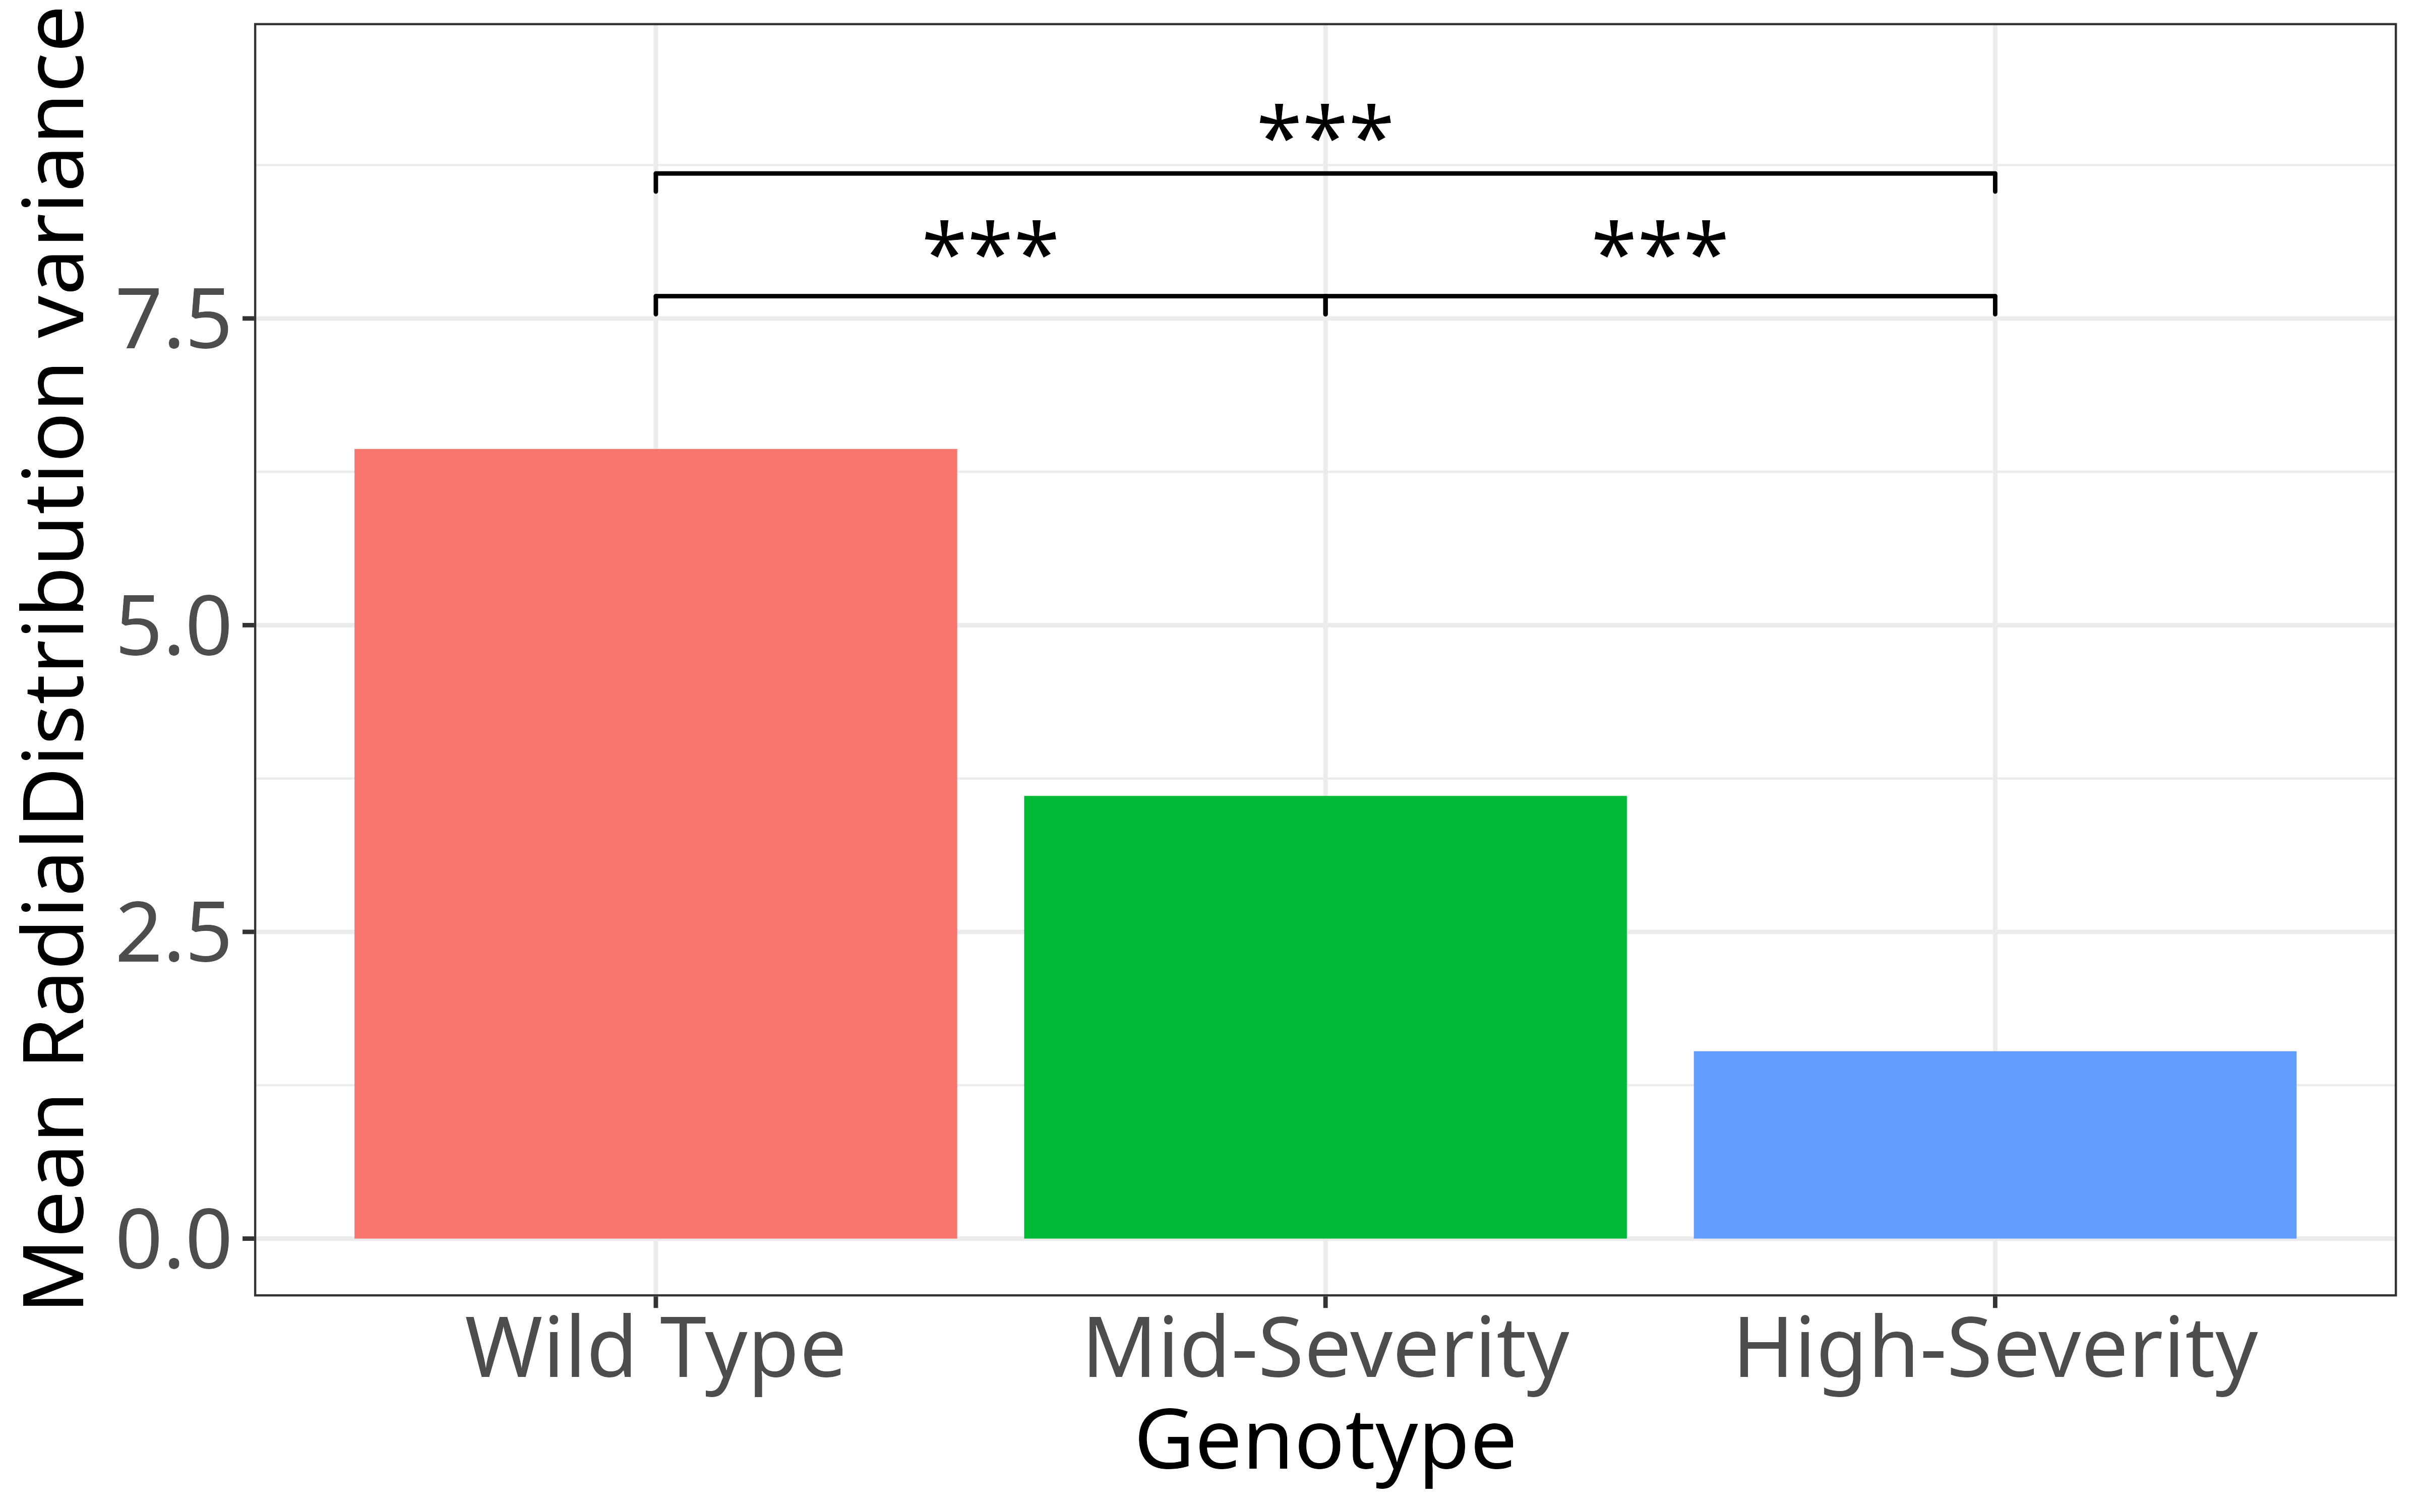 Mean RadialDistribution variance
***
*** ***
7.5
5.0
2.5
0.0
Wild Type Mid-Severity High-Severity
Genotype